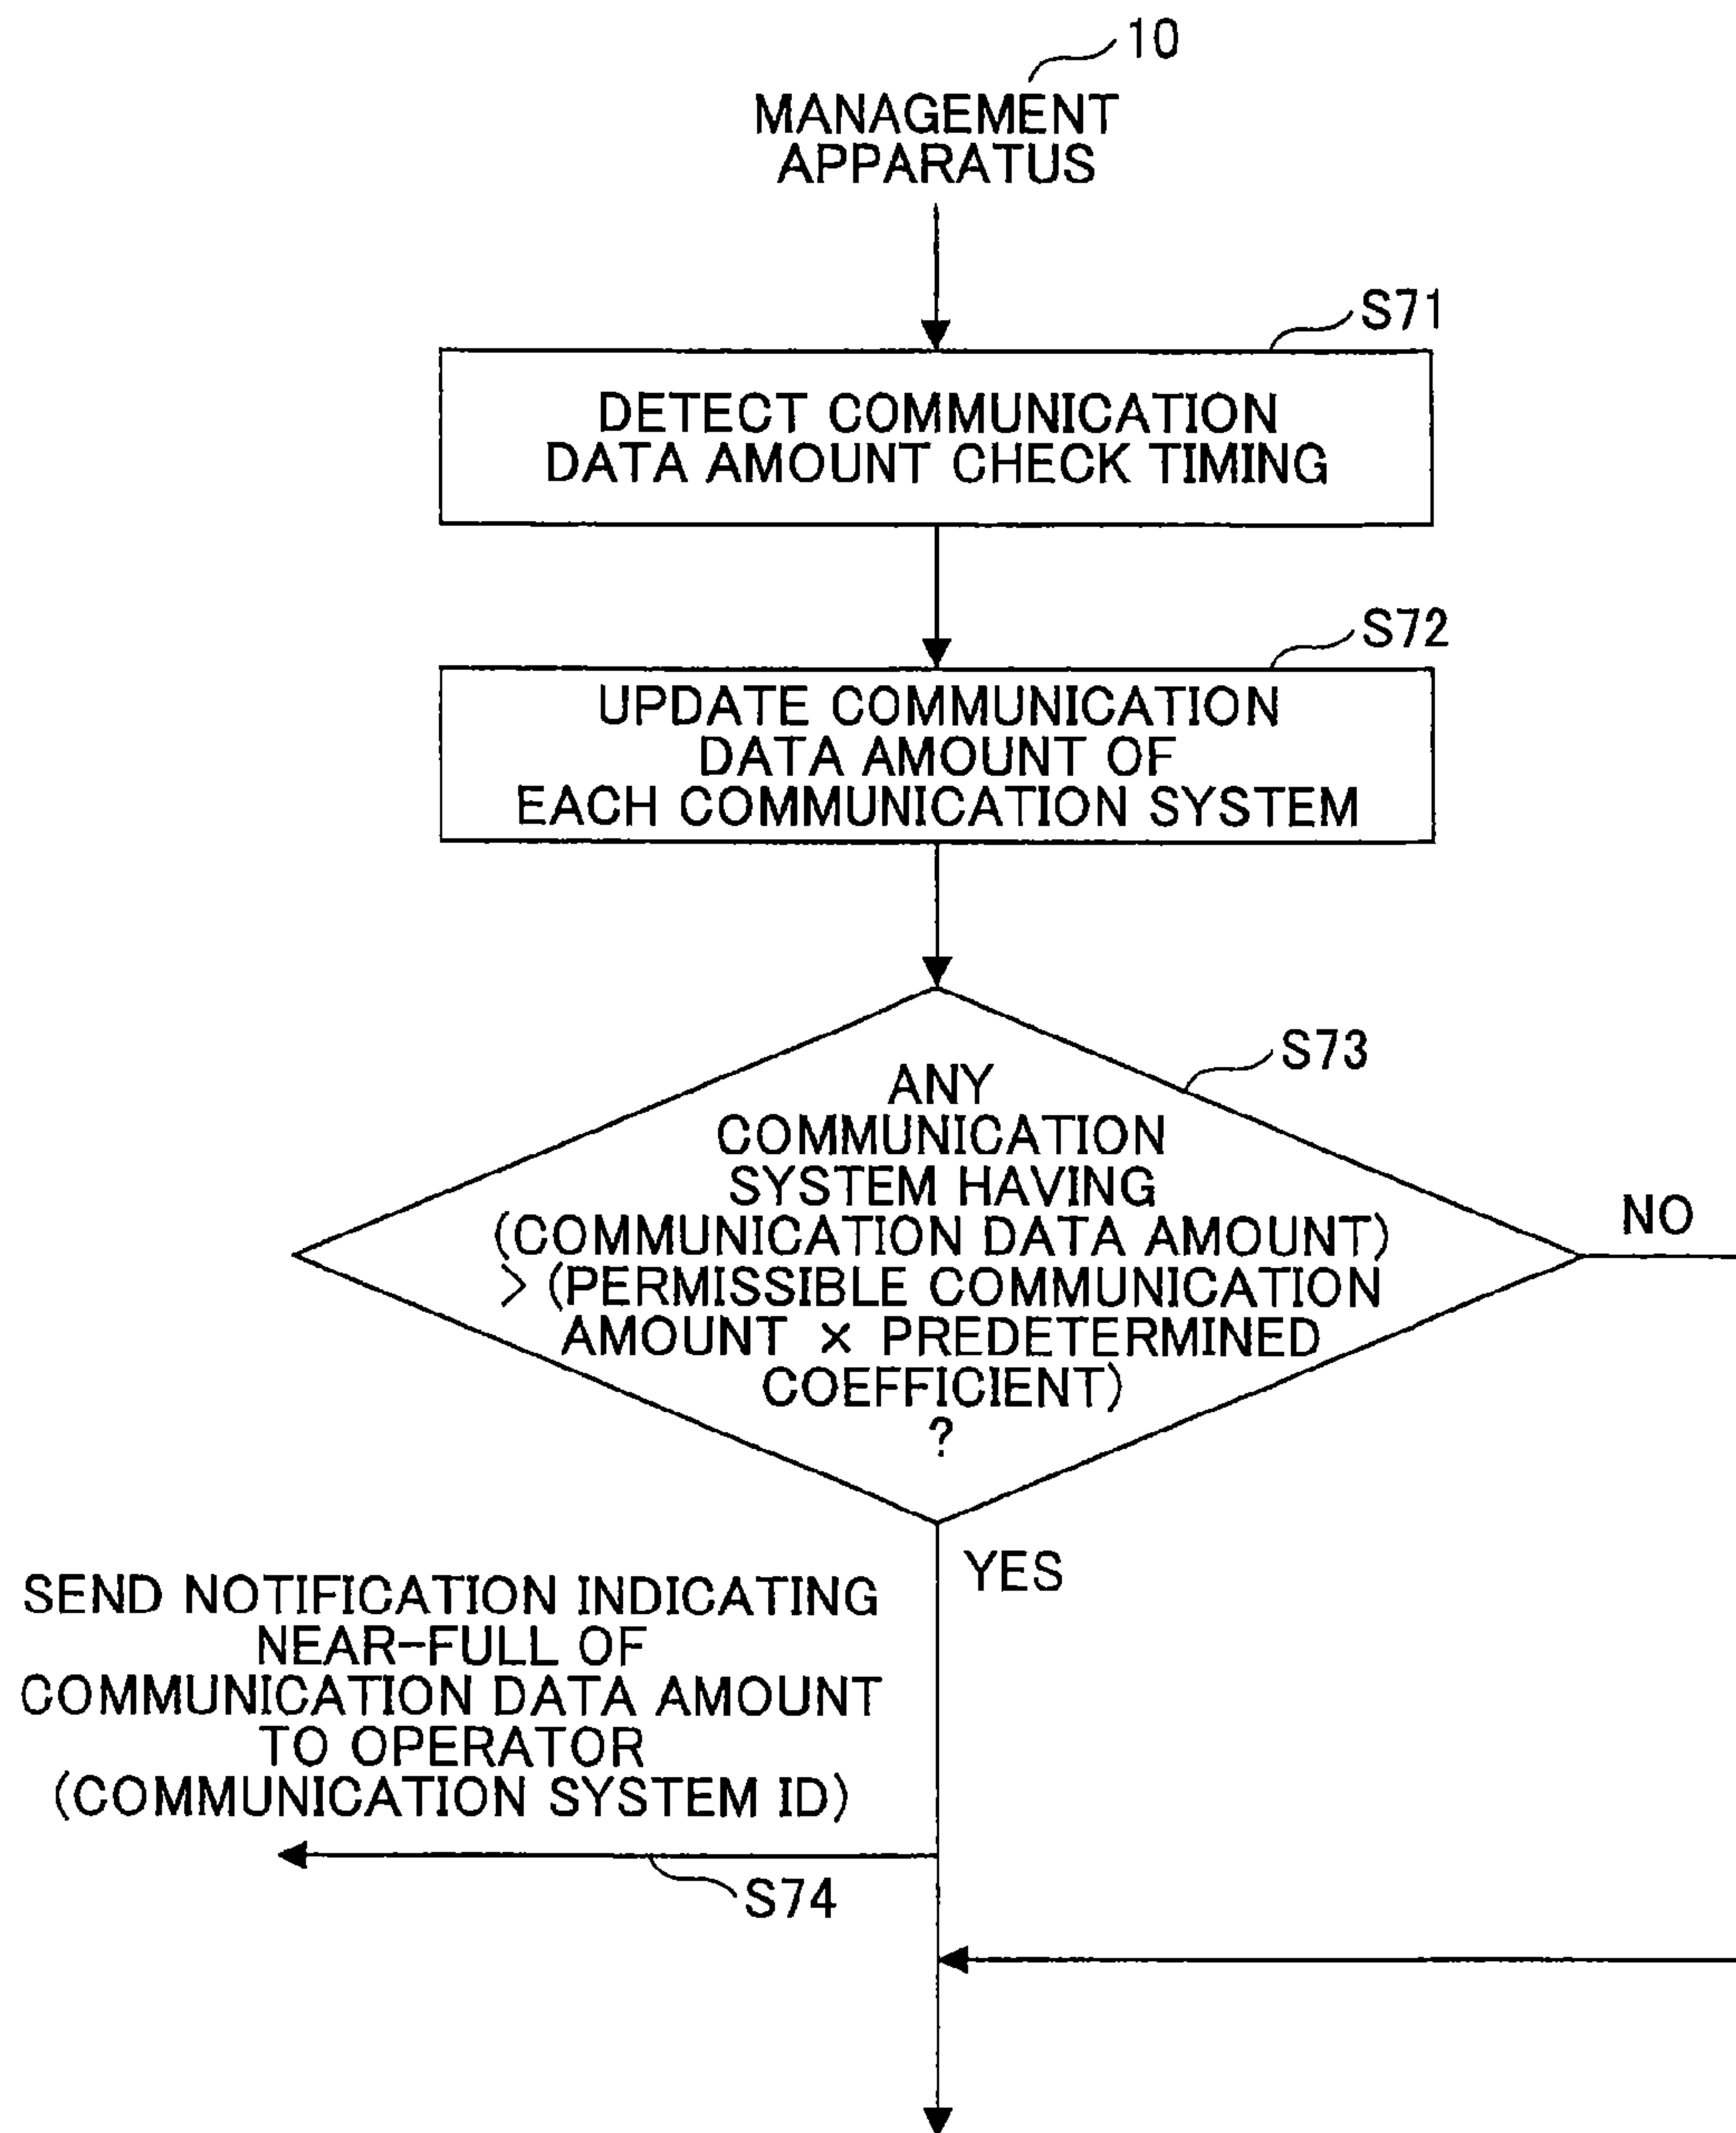 10
MANAGEMENT
APPARATUS
S71
DETECT COMMUNICATION
DATA AMOUNT CHECK TIMING
S72
UPDATE COMMUNICATION
DATA AMOUNT OF
EACH COMMUNICATION SYSTEM
S73
ANY
COMMUNICATION
SYSTEM HAVING
(COMMUNICATION DATA AMOUNT)
> (PERMISSIBLE COMMUNICATION
AMOUNT × PREDETERMINED
COEFFICIENT)
?
NO
YES
SEND NOTIFICATION INDICATING
NEAR-FULL OF
COMMUNICATION DATA AMOUNT
TO OPERATOR
(COMMUNICATION SYSTEM ID)
S74